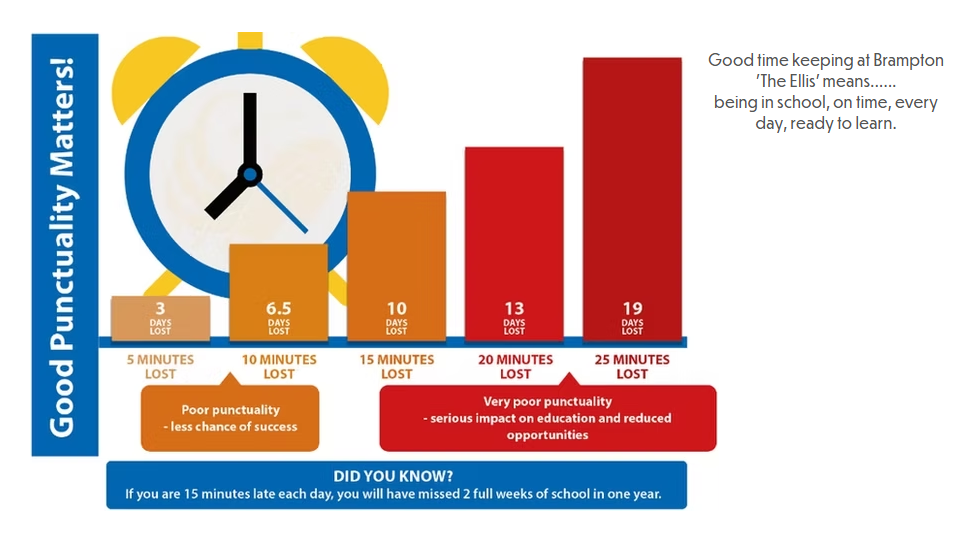 Good Punctuality Matters!
3
DAYS
LOST
6.5
DAYS
LOST
10
DAYS
LOST
13
DAYS
LOST
19
DAYS
LOST
5 MINUTES
LOST
10 MINUTES
LOST
15 MINUTES
LOST
20 MINUTES
LOST
25 MINUTES
LOST
Poor punctuality
- less chance of success
Very poor punctuality
- serious impact on education and reduced
opportunities
DID YOU KNOW?
If you are 15 minutes late each day, you will have missed 2 full weeks of school in one year.
Good time keeping at Brampton
'The Ellis' means......
being in school, on time, every
day, ready to learn.